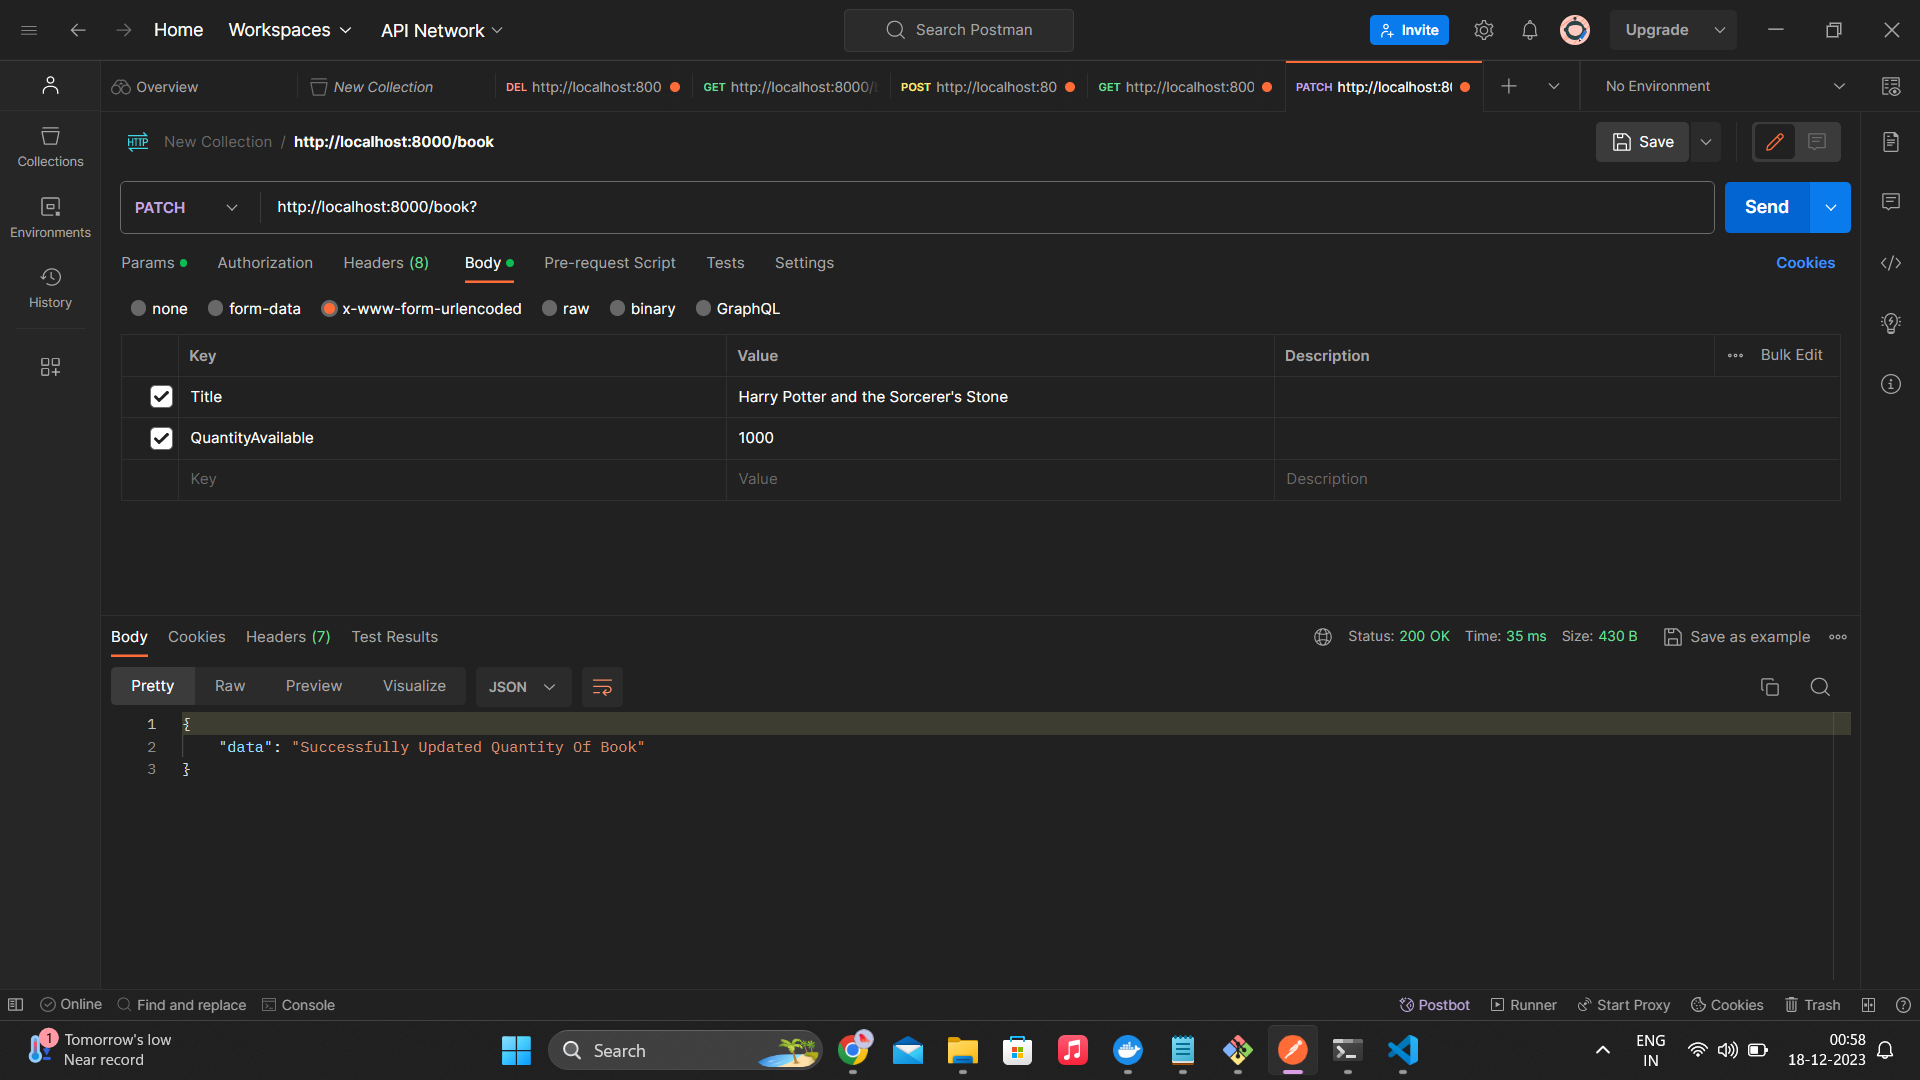 Home Workspaces API Network Search Postman Invite Upgrade
Overview New Collection DEL http://localhost:800 GET http://localhost:8000/ POST http://localhost:80 GET http://localhost:800 PATCH http://localhost:8 No Environment
HTTP New Collection / http://localhost:8000/book Save
Collections
PATCH http://localhost:8000/book? Send
Environments
Params Authorization Headers (8) Body Pre-request Script Tests Settings Cookies
History
none form-data x-www-form-urlencoded raw binary GraphQL
Key Value Description Bulk Edit
Title Harry Potter and the Sorcerer's Stone
QuantityAvailable 1000
Key Value Description
Body Cookies Headers (7) Test Results Status: 200 OK Time: 35 ms Size: 430 B Save as example
Pretty Raw Preview Visualize JSON
1 {
2 "data": "Successfully Updated Quantity Of Book"
3 }
Online Find and replace Console Postbot Runner Start Proxy Cookies Trash
1 Tomorrow's low
Near record
Search
ENG
IN
00:58
18-12-2023